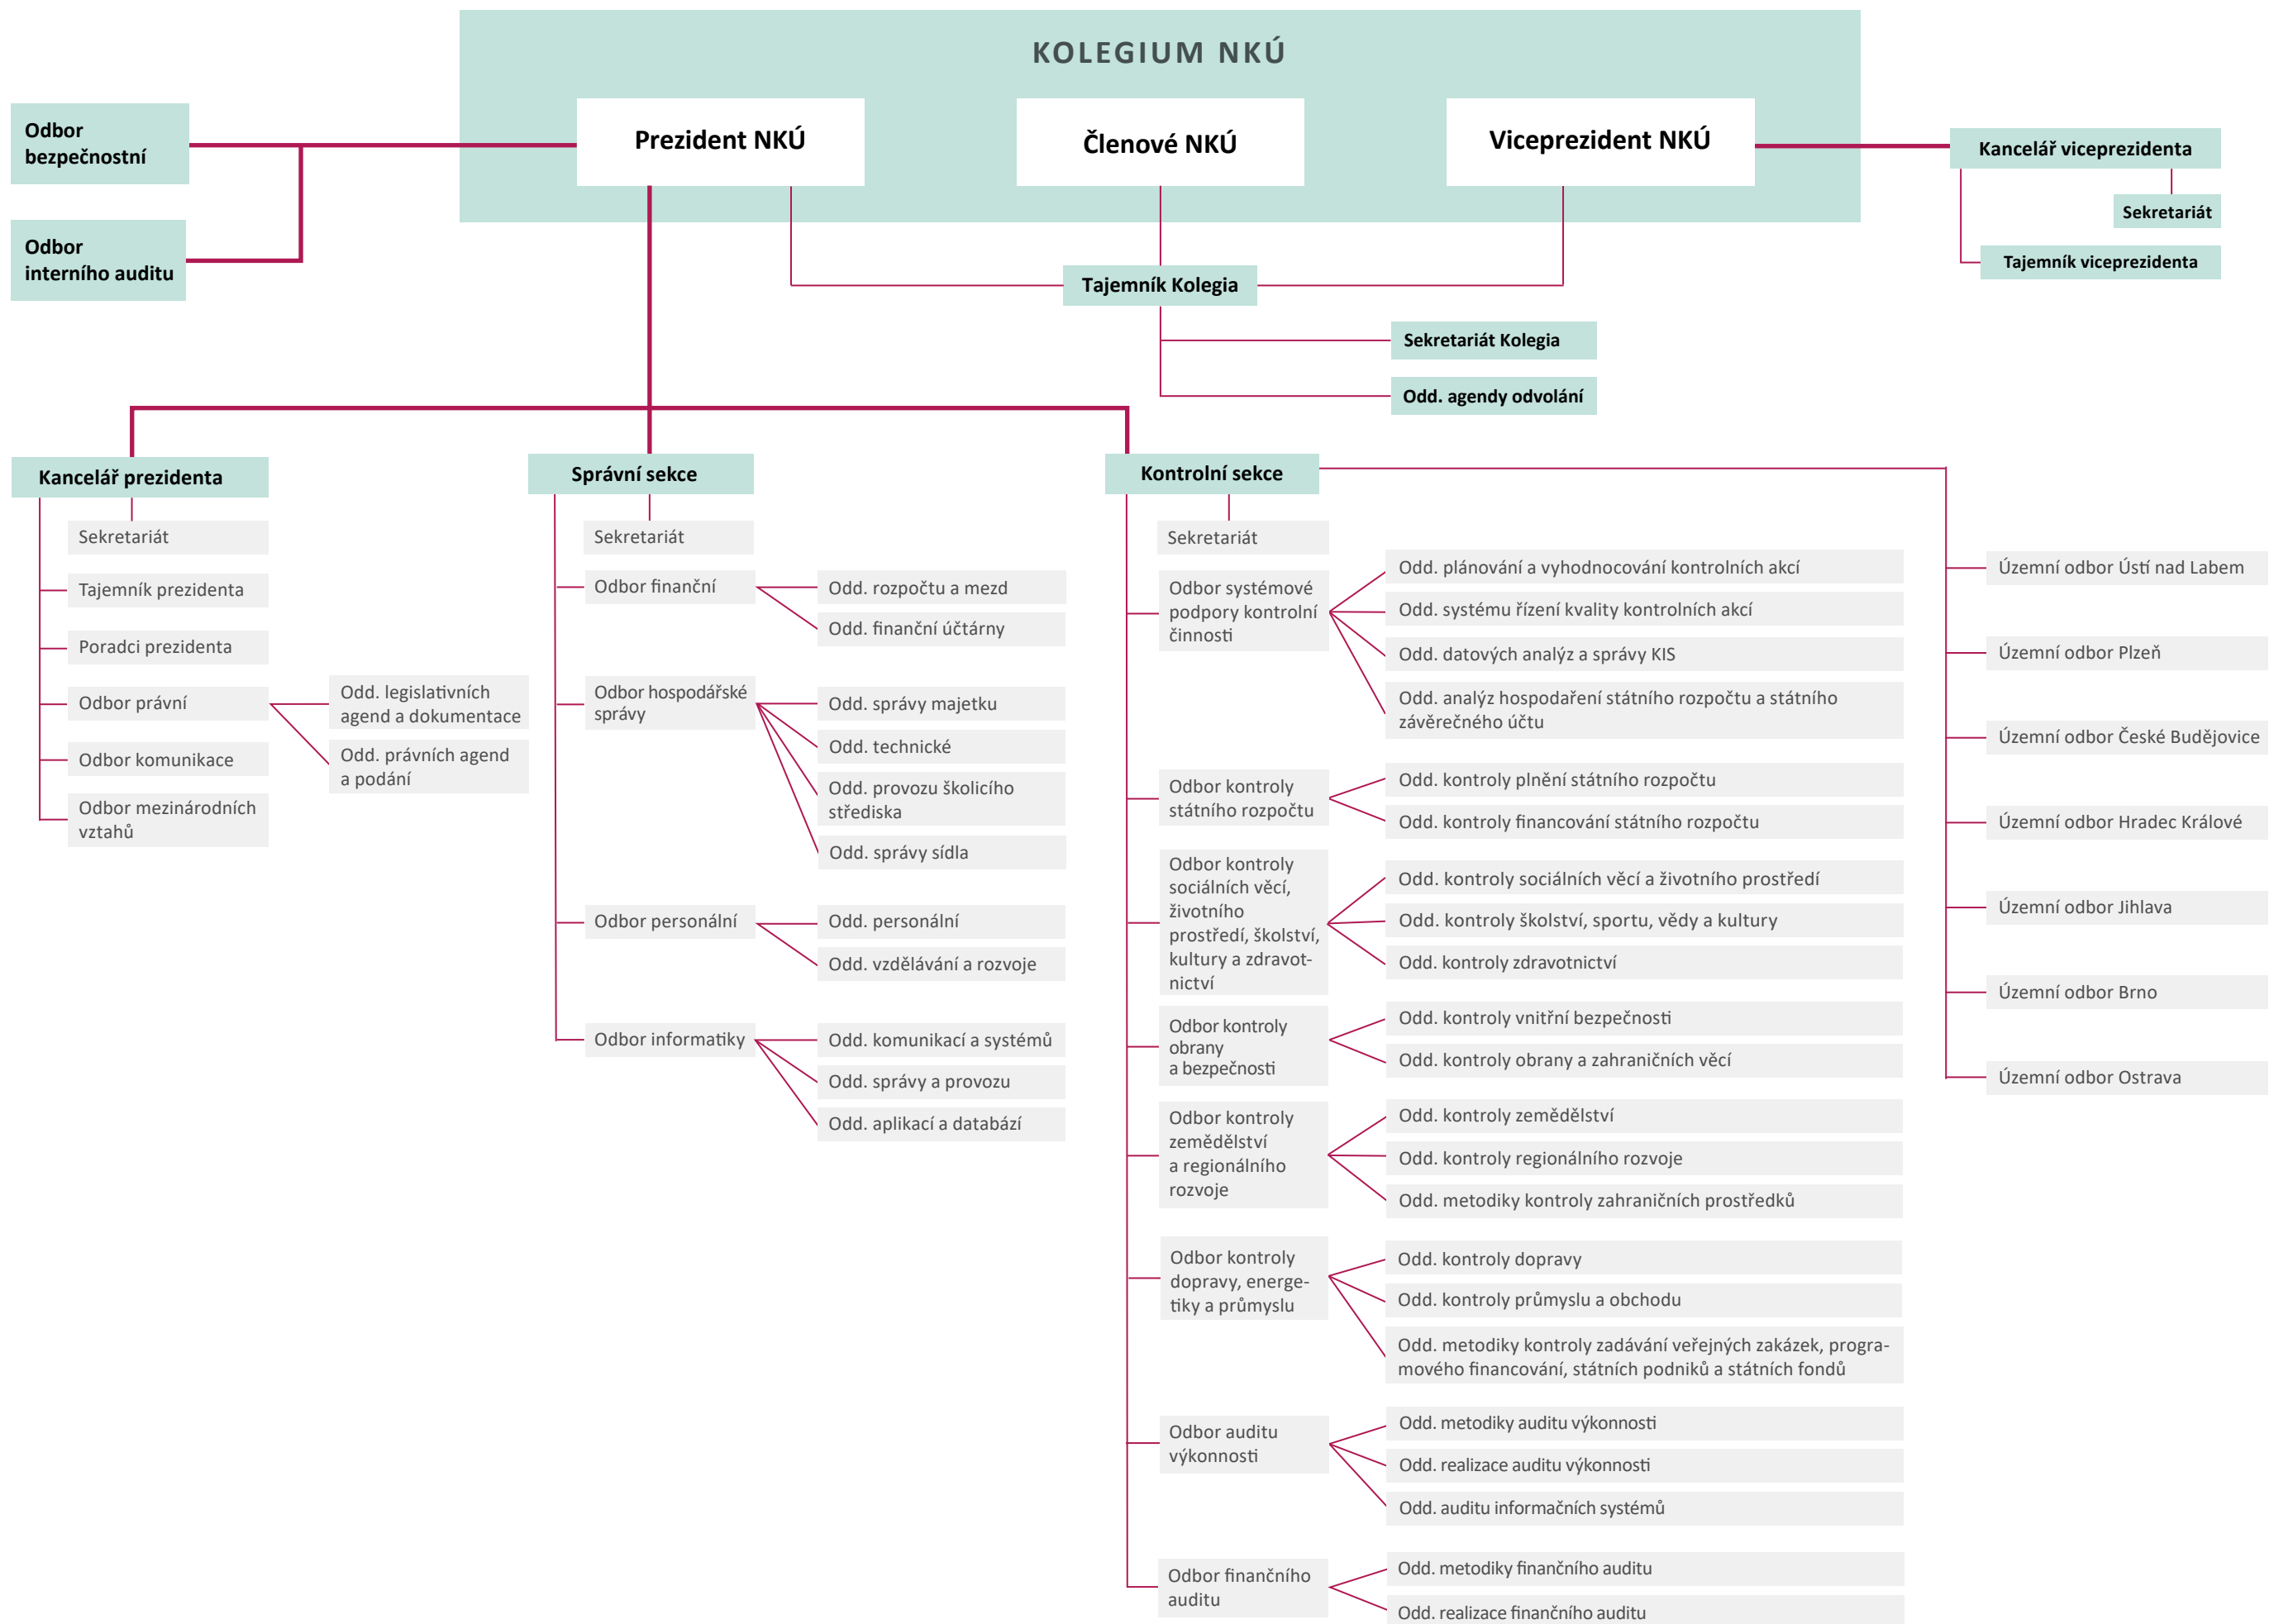 KOLEGIUM NKÚ
Prezident NKÚ
Členové NKÚ
Viceprezident NKÚ
Odbor
bezpečnostní
Odbor
interního auditu
Kancelář viceprezidenta
Sekretariát
Tajemník viceprezidenta
Tajemník Kolegia
Sekretariát Kolegia
Odd. agendy odvolání
Kancelář prezidenta
Sekretariát
Tajemník prezidenta
Poradci prezidenta
Odbor právní
Odd. legislativních
agend a dokumentace
Odd. právních agend
a podání
Odbor komunikace
Odbor mezinárodních
vztahů
Správní sekce
Sekretariát
Odbor finanční
Odd. rozpočtu a mezd
Odd. finanční účtárny
Odbor hospodářské
správy
Odd. správy majetku
Odd. technické
Odd. provozu školicího
střediska
Odd. správy sídla
Odbor personální
Odd. personální
Odd. vzdělávání a rozvoje
Odbor informatiky
Odd. komunikací a systémů
Odd. správy a provozu
Odd. aplikací a databází
Kontrolní sekce
Sekretariát
Odbor systémové
podpory kontrolní
činnosti
Odd. plánování a vyhodnocování kontrolních akcí
Odd. systému řízení kvality kontrolních akcí
Odd. datových analýz a správy KIS
Odd. analýz hospodaření státního rozpočtu a státního
závěrečného účtu
Odbor kontroly
státního rozpočtu
Odd. kontroly plnění státního rozpočtu
Odd. kontroly financování státního rozpočtu
Odbor kontroly
sociálních věcí,
životního
prostředí, školství,
kultury a zdravot-
nictví
Odd. kontroly sociálních věcí a životního prostředí
Odd. kontroly školství, sportu, vědy a kultury
Odd. kontroly zdravotnictví
Odbor kontroly
obrany
a bezpečnosti
Odd. kontroly vnitřní bezpečnosti
Odd. kontroly obrany a zahraničních věcí
Odbor kontroly
zemědělství
a regionálního
rozvoje
Odd. kontroly zemědělství
Odd. kontroly regionálního rozvoje
Odd. metodiky kontroly zahraničních prostředků
Odbor kontroly
dopravy, energe-
tiky a průmyslu
Odd. kontroly dopravy
Odd. kontroly průmyslu a obchodu
Odd. metodiky kontroly zadávání veřejných zakázek, progra-
mového financování, státních podniků a státních fondů
Odbor auditu
výkonnosti
Odd. metodiky auditu výkonnosti
Odd. realizace auditu výkonnosti
Odd. auditu informačních systémů
Odbor finančního
auditu
Odd. metodiky finančního auditu
Odd. realizace finančního auditu
Územní odbor Ústí nad Labem
Územní odbor Plzeň
Územní odbor České Budějovice
Územní odbor Hradec Králové
Územní odbor Jihlava
Územní odbor Brno
Územní odbor Ostrava